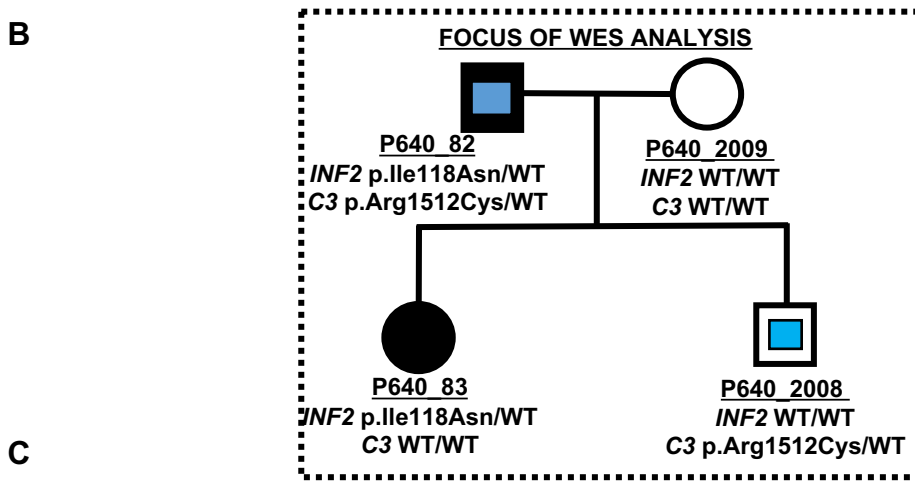 B
FOCUS OF WES ANALYSIS
P640_82
INF2 p.Ile118Asn/WT
C3 p.Arg1512Cys/WT
P640_2009
INF2 WT/WT
C3 WT/WT
P640_83
INF2 p.Ile118Asn/WT
C3 WT/WT
P640_2008
INF2 WT/WT
C3 p.Arg1512Cys/WT
C